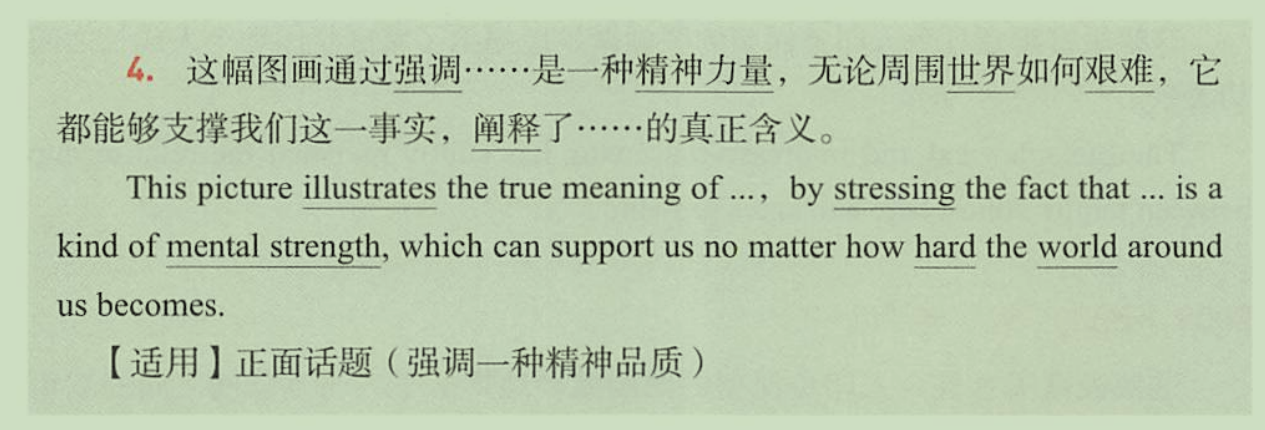 4. 这幅图画通过强调……是一种精神力量，无论周围世界如何艰难，它
都能够支撑我们这一事实，阐释了……的真正含义。
This picture illustrates the true meaning of ..., by stressing the fact that ... is a
kind of mental strength, which can support us no matter how hard the world around
us becomes.
【适用】正面话题（强调一种精神品质）